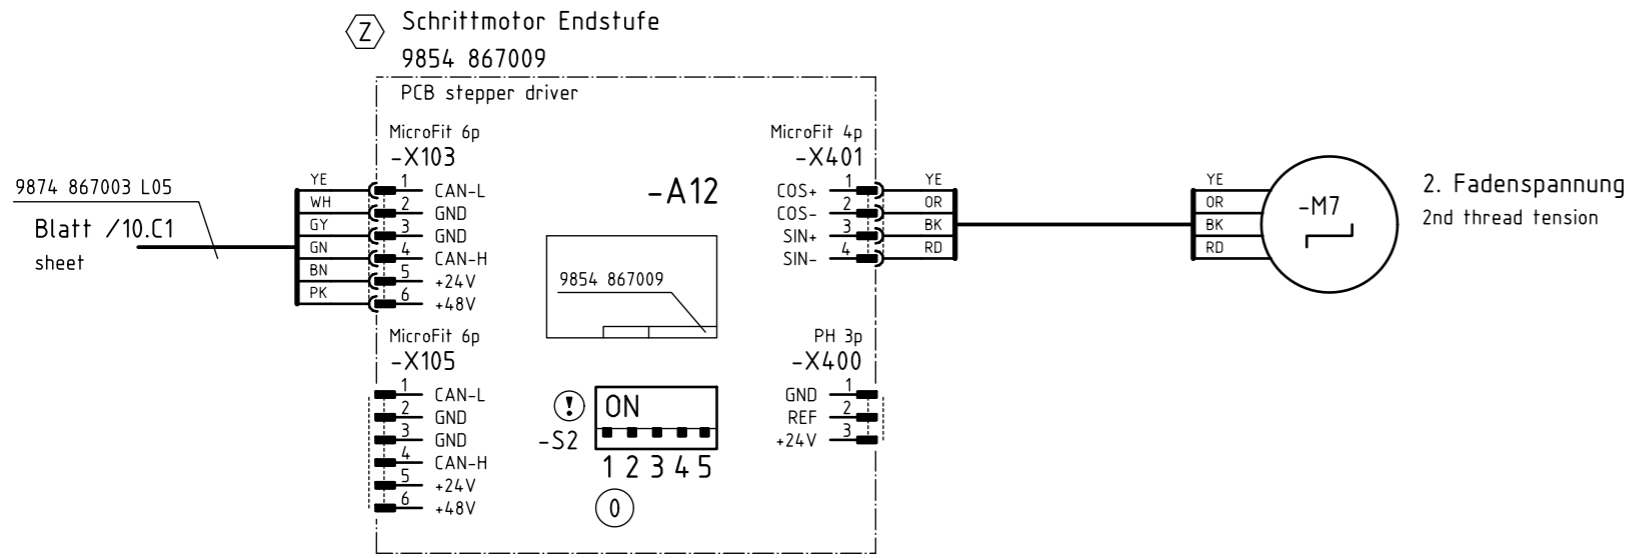 Z
Schrittmotor Endstufe
9854 867009
PCB stepper driver
MicroFit 6p
-X103
9874 867003 L05
Blatt /10.C1
sheet
YE 1 CAN-L
WH 2 GND
GY 3 GND
GN 4 CAN-H
BN 5 +24V
PK 6 +48V
MicroFit 6p
-X105
1 CAN-L
2 GND
3 GND
4 CAN-H
5 +24V
6 +48V
-A12
9854 867009
!
-S2
ON
1 2 3 4 5
0
MicroFit 4p
-X401
COS+ 1 YE
COS- 2 OR
SIN+ 3 BK
SIN- 4 RD
PH 3p
-X400
GND 1
REF 2
+24V 3
YE
OR
BK
RD
-M7
2. Fadenspannung
2nd thread tension